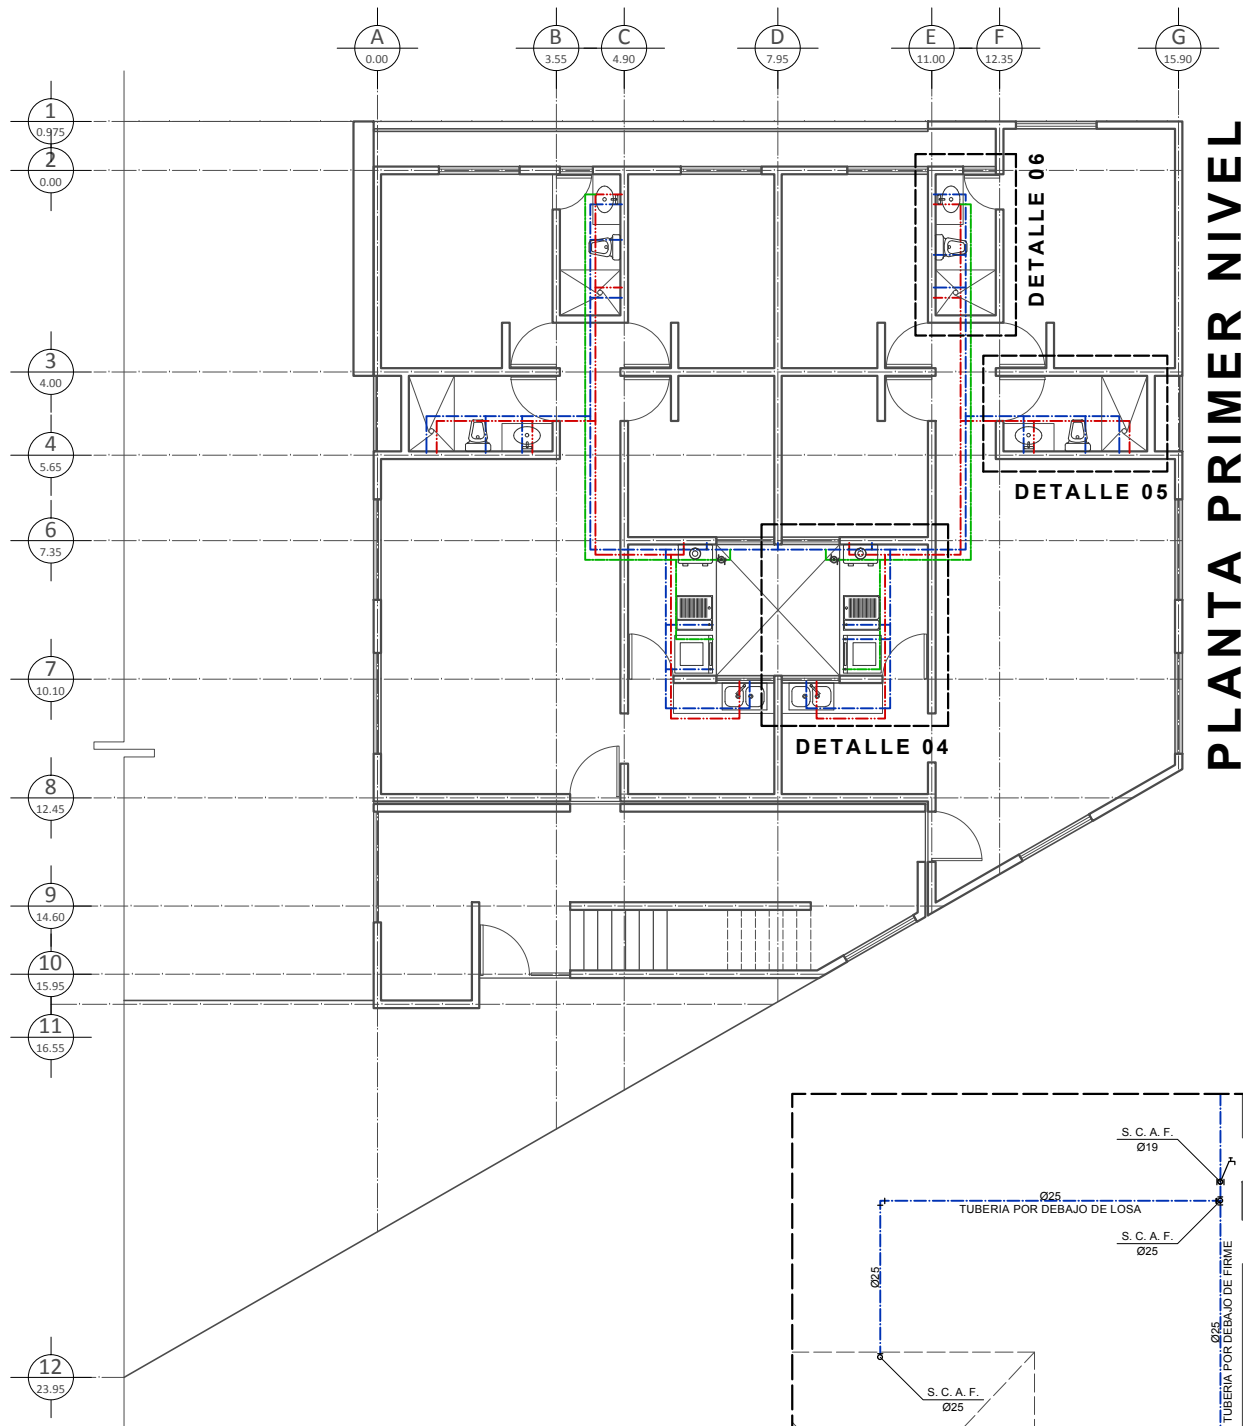 A
0.00
B
3.55
C
4.90
D
7.95
E
11.00
F
12.35
G
15.90
1
0.975
2
0.00
3
4.00
4
5.65
6
7.35
7
10.10
8
12.45
9
14.60
10
15.95
11
16.55
12
23.95
DETALLE 06
DETALLE 05
DETALLE 04
PLANTA PRIMER NIVEL
S. C. A. F.
Ø19
Ø25
TUBERIA POR DEBAJO DE LOSA
S. C. A. F.
Ø25
Ø25
Ø25
TUBERIA POR DEBAJO DE FIRME
S. C. A. F.
Ø25